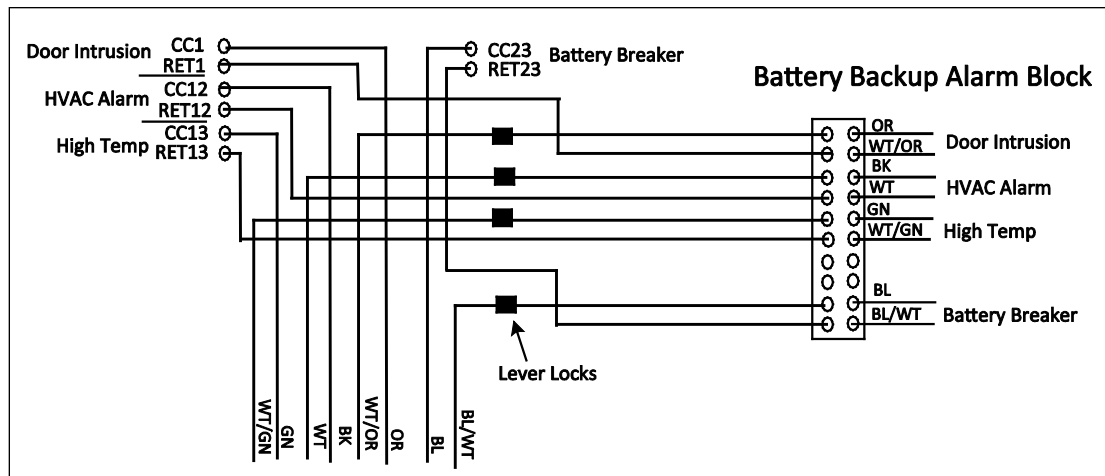 Door Intrusion
CC1
RET1
HVAC Alarm
CC12
RET12
High Temp
CC13
RET13
CC23
RET23
Battery Breaker
Battery Backup Alarm Block
OR
WT/OR
Door Intrusion
BK
WT
HVAC Alarm
GN
WT/GN
High Temp
BL
BL/WT
Battery Breaker
Lever Locks
WT/GN
GN
WT
BK
WT/OR
OR
BL
BL/WT